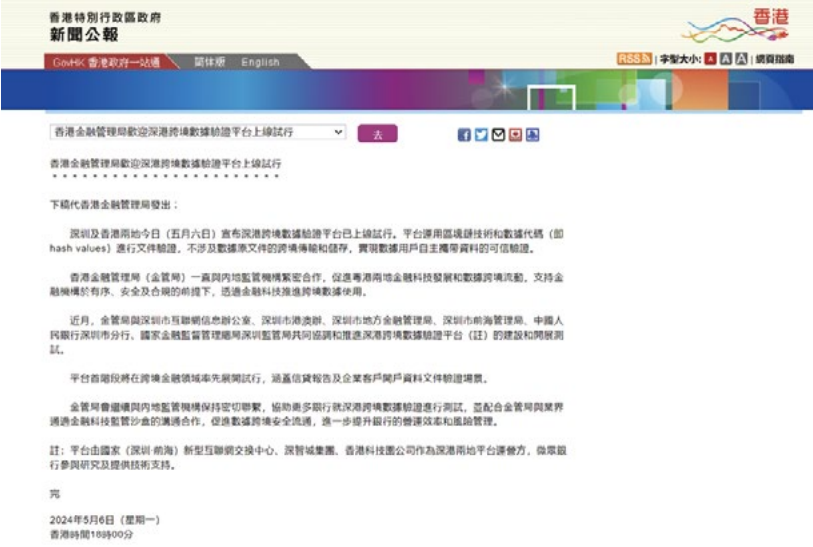 香港特別行政區政府
新聞公報
香港
GovHK 香港政府一站通
簡体版
English
RSS
字型大小:
A A A
網頁指南
香港金融管理局歡迎深港跨境數據驗證平台上線試行
去
香港金融管理局歡迎深港跨境數據驗證平台上線試行
* * * * * * * * * * * * * * * * * * * * * * *
下稿代香港金融管理局發出：
深圳及香港兩地今日（五月六日）宣布深港跨境數據驗證平台已上線試行。平台運用區塊鏈技術和數據代碼（即
hash values）進行文件驗證，不涉及數據原文件的跨境傳輸和儲存，實現數據用戶自主攜帶資料的可信驗證。
香港金融管理局（金管局）一直與內地監管機構緊密合作，促進粵港兩地金融科技發展和數據跨境流動，支持金
融機構於有序、安全及合規的前提下，透過金融科技推進跨境數據使用。
近月，金管局與深圳市互聯網信息辦公室、深圳市港澳辦、深圳市地方金融管理局、深圳市前海管理局、中國人
民銀行深圳市分行、國家金融監督管理總局深圳監管局共同協調和推進深港跨境數據驗證平台（註）的建設和開展測
試。
平台首階段將在跨境金融領域率先展開試行，涵蓋信貸報告及企業客戶開戶資料文件驗證場景。
金管局會繼續與內地監管機構保持密切聯繫，協助更多銀行就深港跨境數據驗證進行測試，並配合金管局與業界
通過金融科技監管沙盒的溝通合作，促進數據跨境安全流通，進一步提升銀行的營運效率和風險管理。
註：平台由國家（深圳·前海）新型互聯網交換中心、深智城集團、香港科技園公司作為深港兩地平台運營方，微眾銀
行參與研究及提供技術支持。
完
2024年5月6日（星期一）
香港時間18時00分